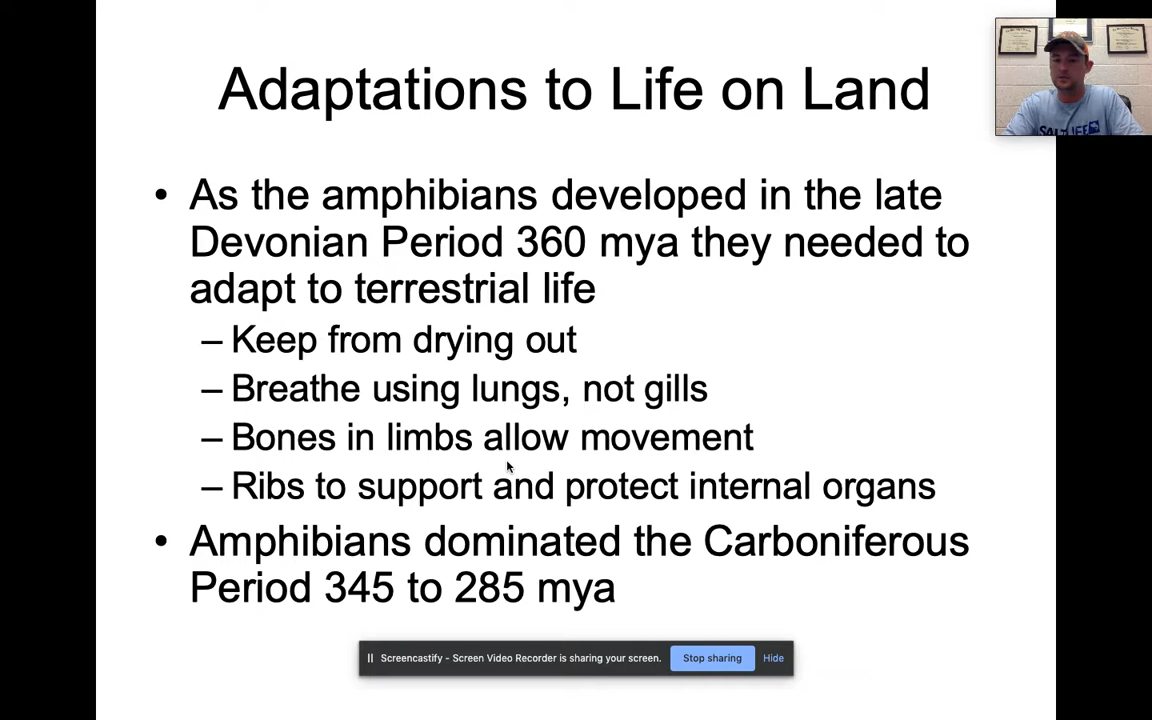 Adaptations to Life on Land
• As the amphibians developed in the late
Devonian Period 360 mya they needed to
adapt to terrestrial life
– Keep from drying out
– Breathe using lungs, not gills
– Bones in limbs allow movement
– Ribs to support and protect internal organs
• Amphibians dominated the Carboniferous
Period 345 to 285 mya
Screencastify - Screen Video Recorder is sharing your screen. Stop sharing Hide